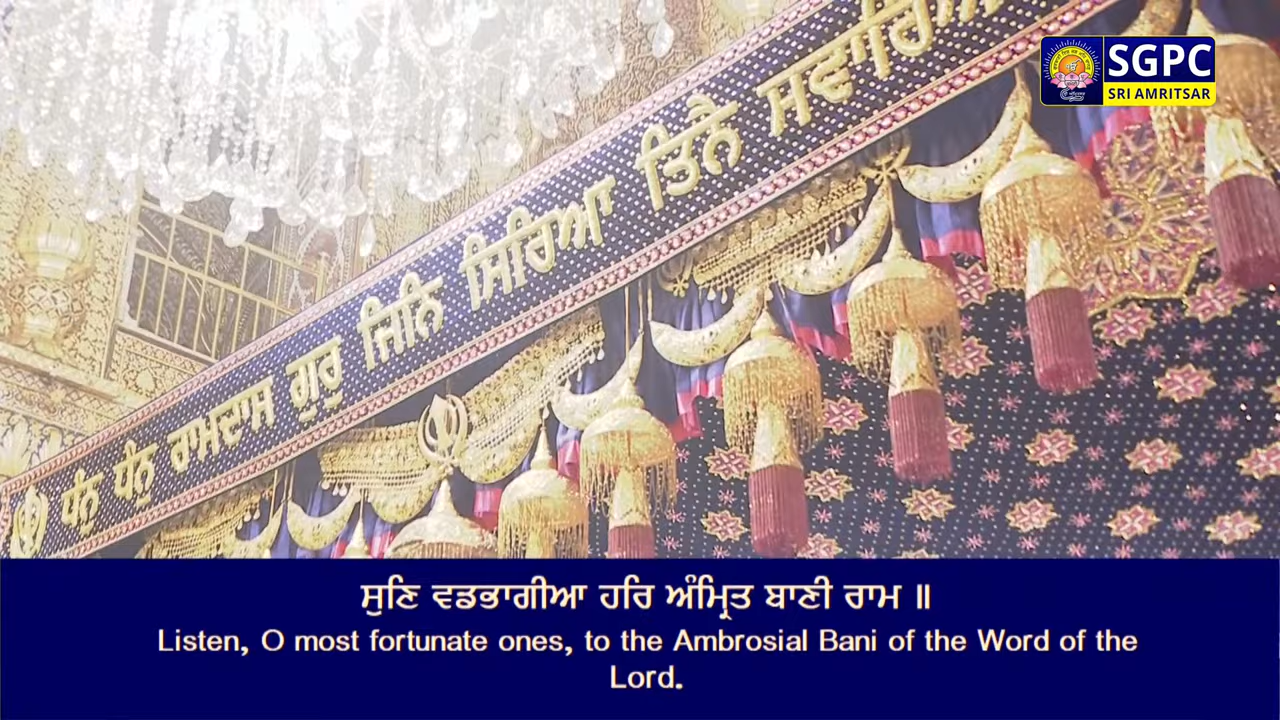 SGPC
SRI AMRITSAR
ਧੰਨੁ ਧੰਨੁ ਰਾਮਦਾਸ ਗੁਰੁ ਜਿਨਿ ਸਿਰਿਆ ਤਿਨੈ ਸਵਾਰਿਆ
ਸੁਣਿ ਵਡਭਾਗੀਆ ਹਰਿ ਅੰਮ੍ਰਿਤ ਬਾਣੀ ਰਾਮ ॥
Listen, O most fortunate ones, to the Ambrosial Bani of the Word of the
Lord.